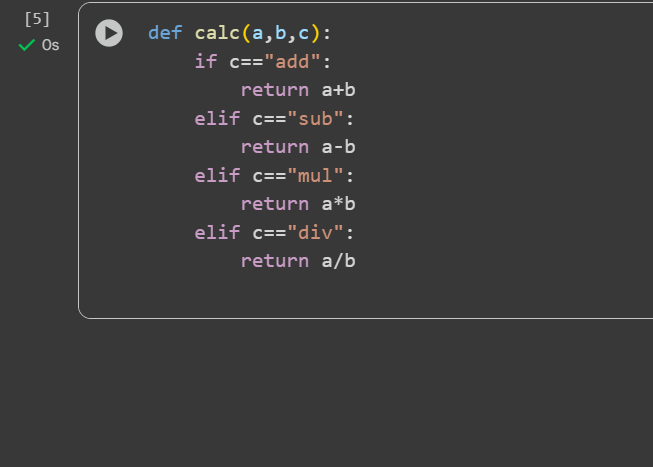 [5]
0s
def calc(a,b,c):
    if c=="add":
        return a+b
    elif c=="sub":
        return a-b
    elif c=="mul":
        return a*b
    elif c=="div":
        return a/b